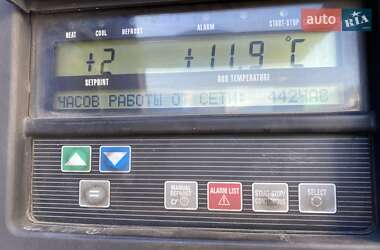 HEAT COOL DEFROST ALARM START-STOP
auto RIA
+2 +11.9°C
SETPOINT BOX TEMPERATURE
ЧАСОВ РАБОТЫ ОТ СЕТИ: 442ЧАС
MANUAL DEFROST
ALARM LIST
START-STOP/ CONTINUOUS
SELECT